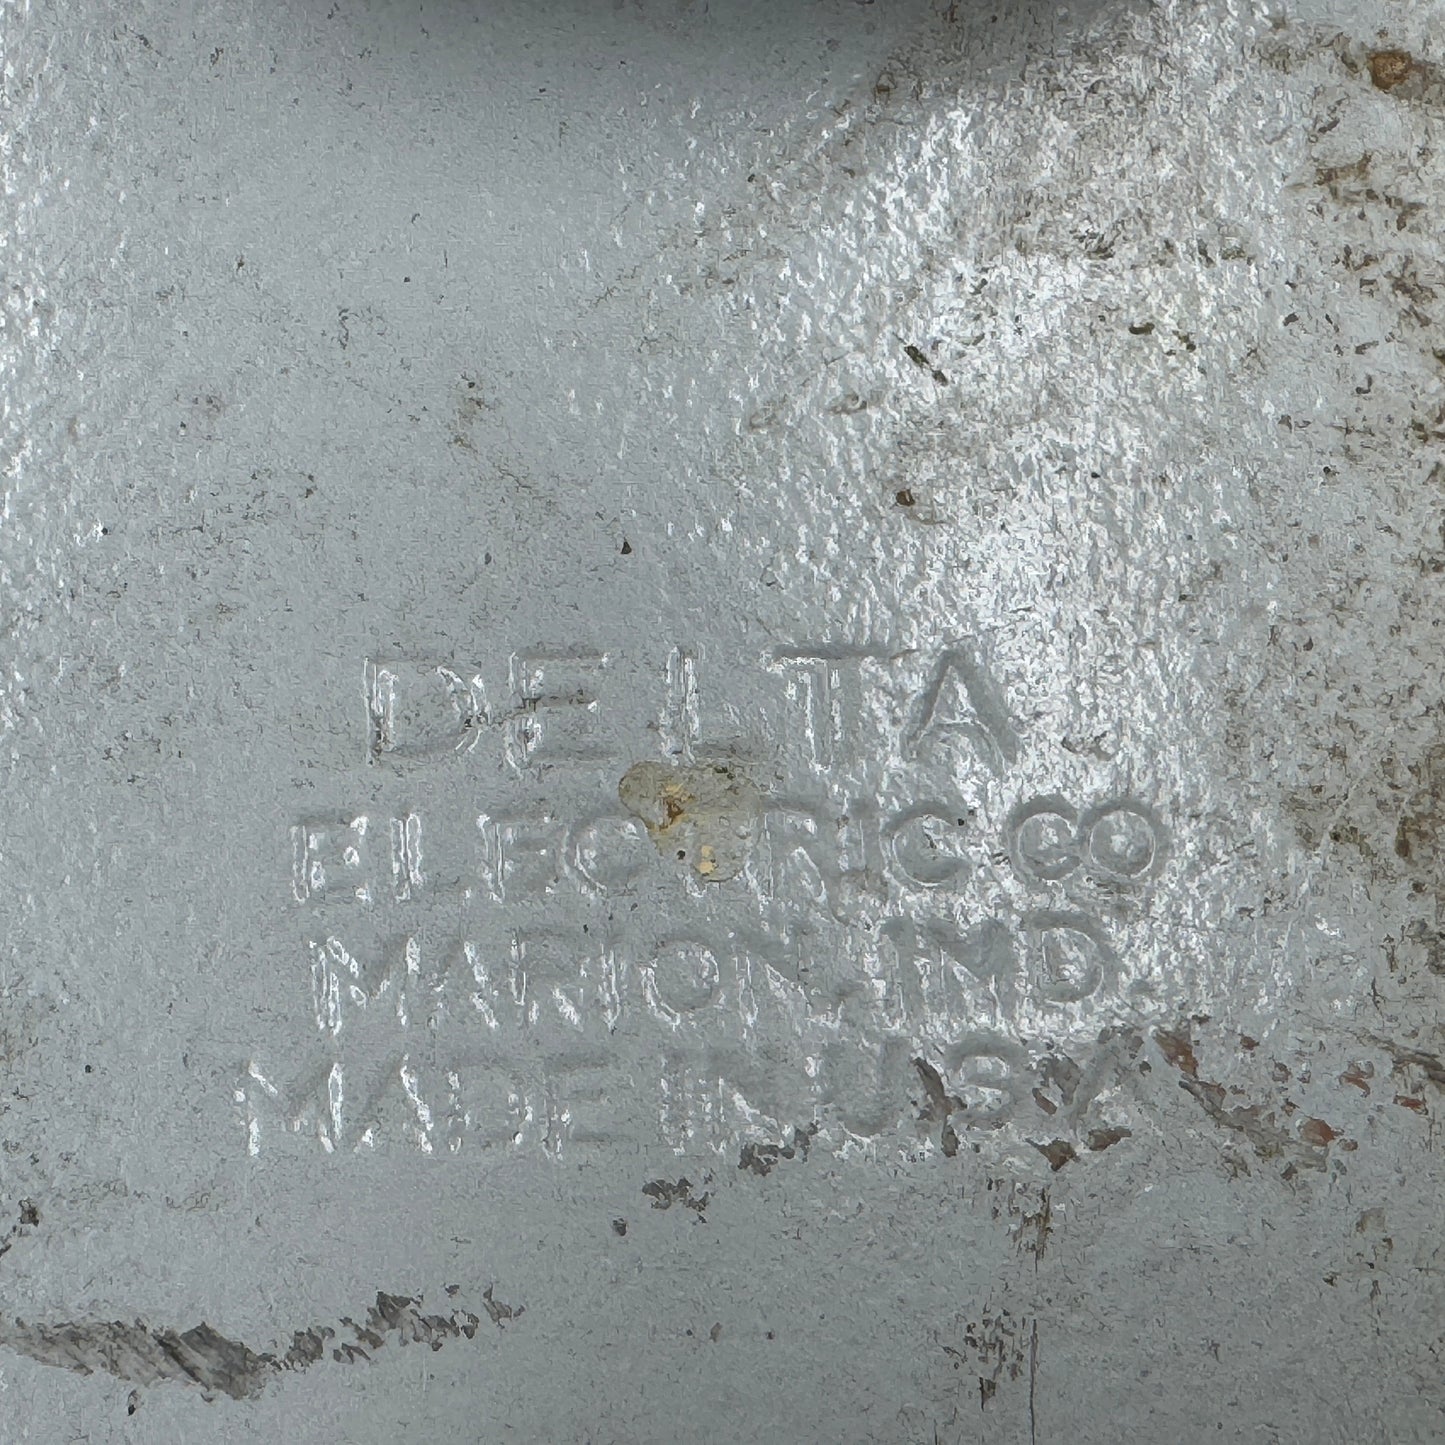 DELTA
ELECTRIC CO
MARION, IND.
MADE IN U.S.A